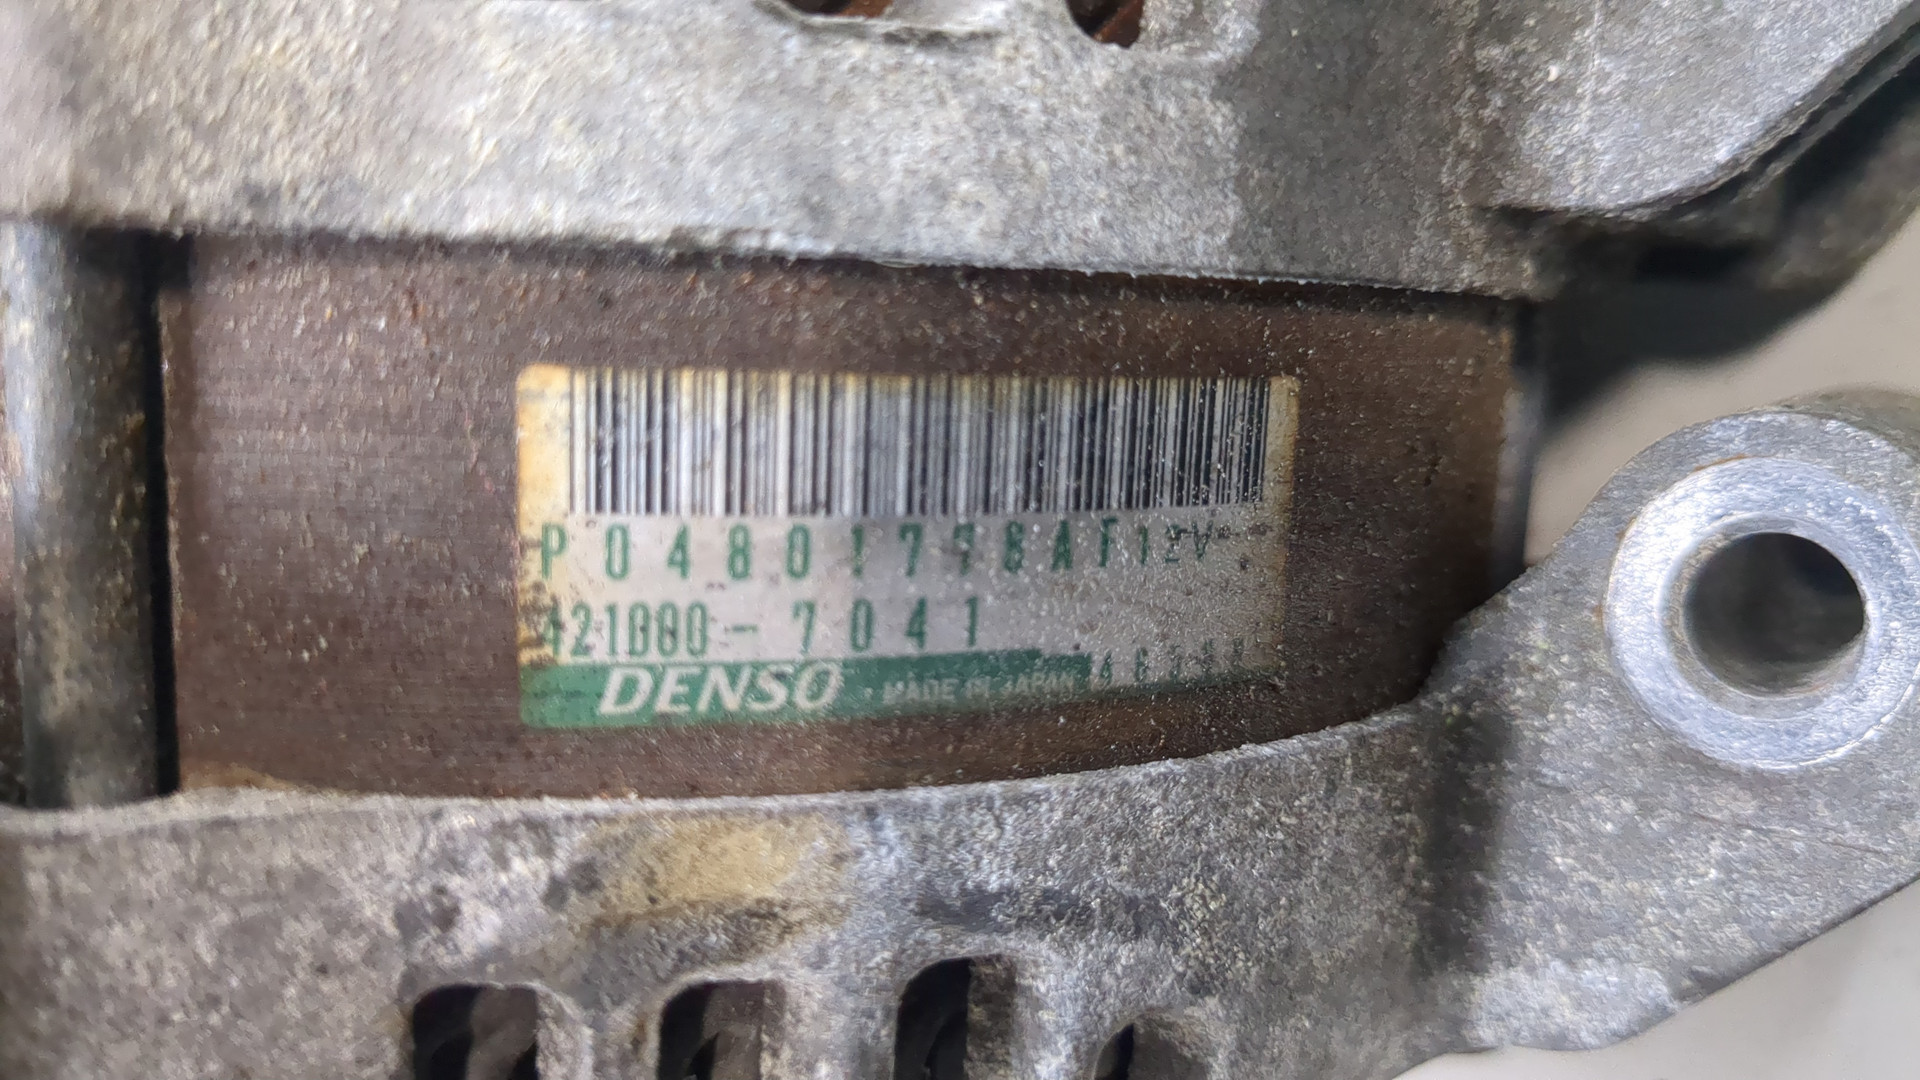 P04801778AF 12V
421000-7041
DENSO MADE IN JAPAN